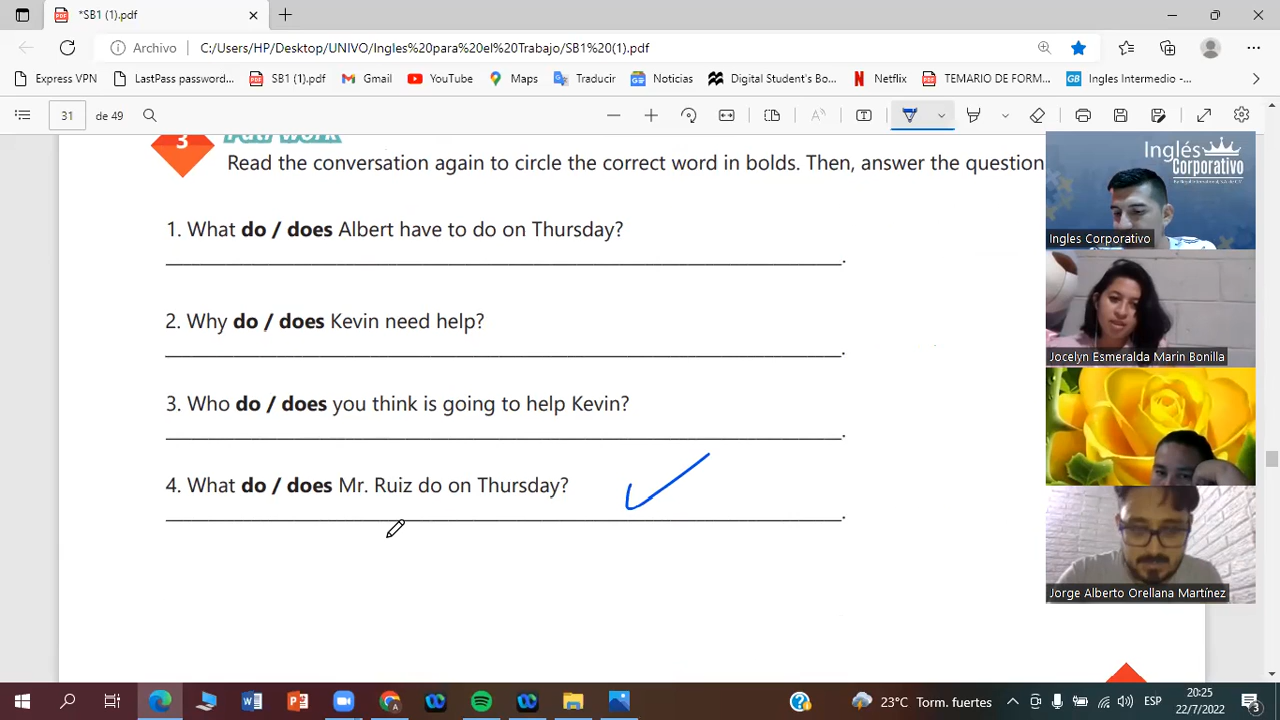 *SB1 (1).pdf
Archivo
C:/Users/HP/Desktop/UNIVO/Ingles%20para%20el%20Trabajo/SB1%20(1).pdf
Express VPN
LastPass password...
SB1 (1).pdf
Gmail
YouTube
Maps
Traducir
Noticias
Digital Student's Bo...
Netflix
TEMARIO DE FORM...
Ingles Intermedio -...
31
de 49
3
Read the conversation again to circle the correct word in bolds. Then, answer the question
1. What do / does Albert have to do on Thursday?
2. Why do / does Kevin need help?
3. Who do / does you think is going to help Kevin?
4. What do / does Mr. Ruiz do on Thursday?
Inglés
Corporativo
Ingles Corporativo
Jocelyn Esmeralda Marin Bonilla
Jorge Alberto Orellana Martínez
23°C Torm. fuertes
ESP
20:25
22/7/2022
3